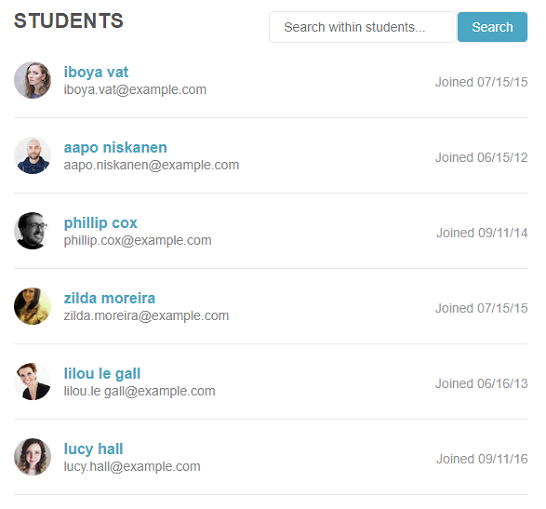 STUDENTS
Search within students... Search
iboya vat
iboya.vat@example.com
Joined 07/15/15
aapo niskanen
aapo.niskanen@example.com
Joined 06/15/12
phillip cox
phillip.cox@example.com
Joined 09/11/14
zilda moreira
zilda.moreira@example.com
Joined 07/15/15
lilou le gall
lilou.le gall@example.com
Joined 06/16/13
lucy hall
lucy.hall@example.com
Joined 09/11/16